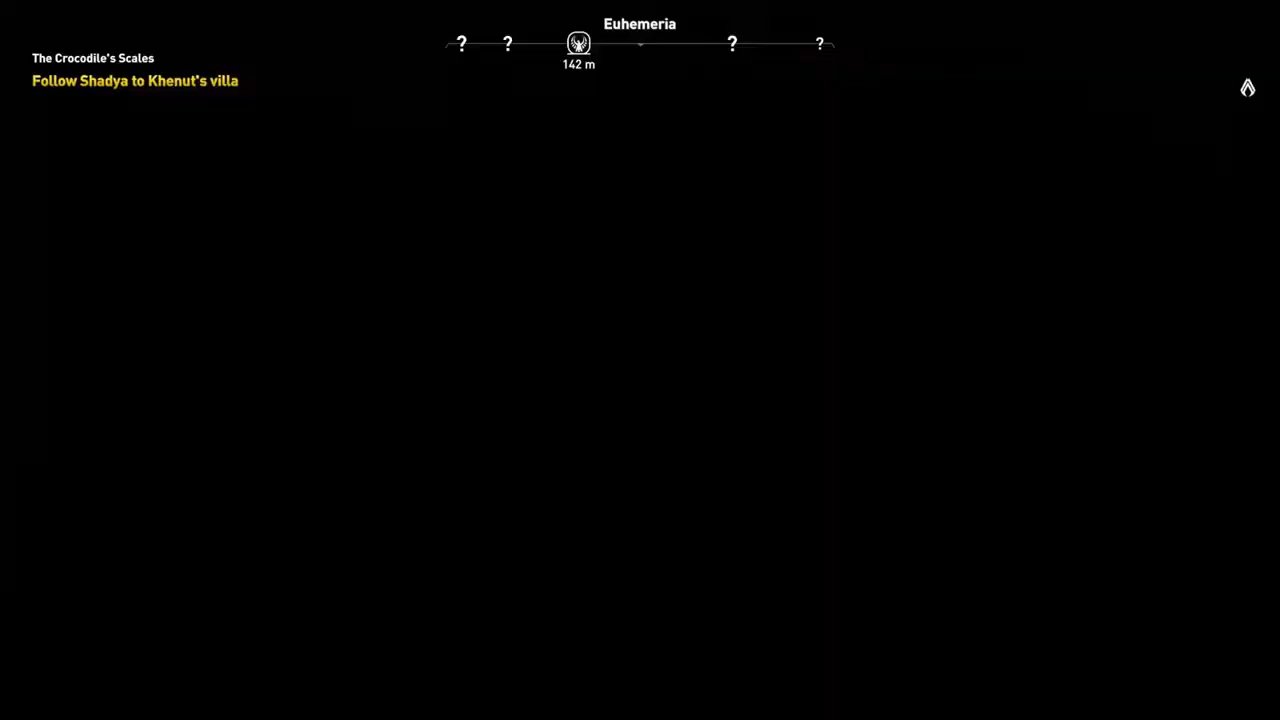 Euhemeria
? ? ? ?
142 m
The Crocodile's Scales
Follow Shadya to Khenut's villa